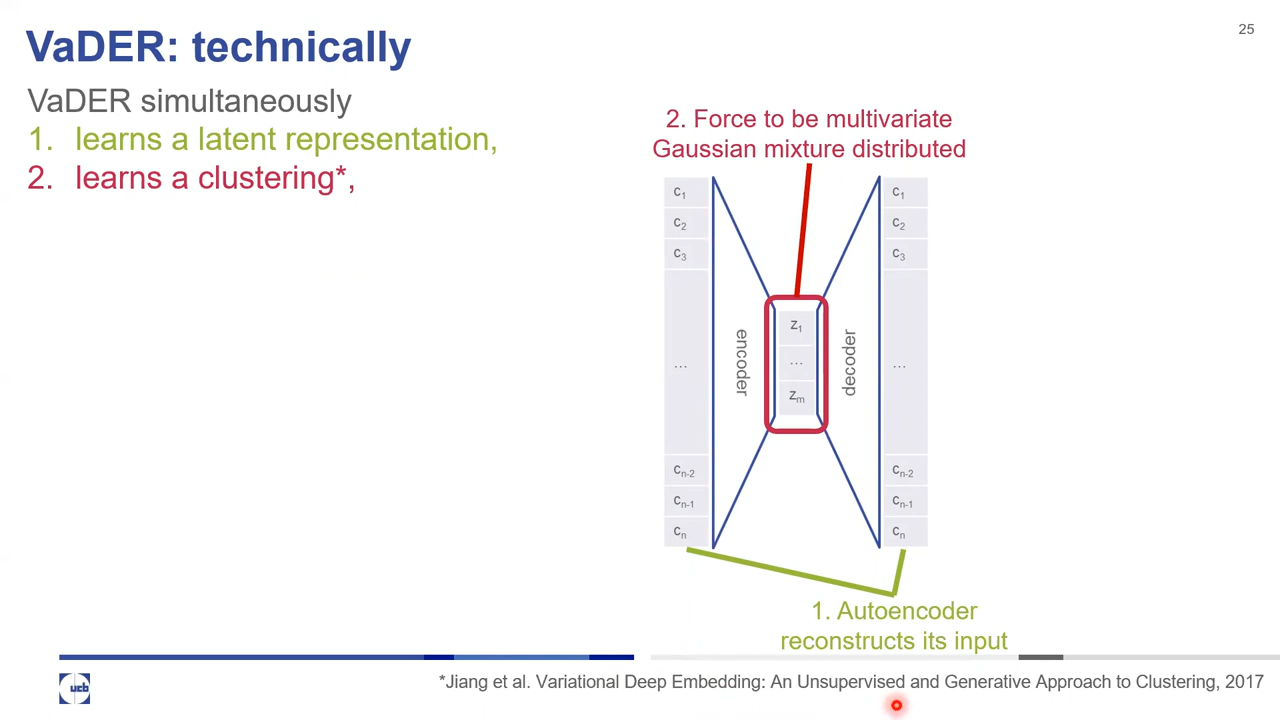 25
VaDER: technically
VaDER simultaneously
1. learns a latent representation,
2. learns a clustering*,
2. Force to be multivariate
Gaussian mixture distributed
c1
c2
c3
...
cn-2
cn-1
cn
encoder
z1
...
zm
decoder
c1
c2
c3
...
cn-2
cn-1
cn
1. Autoencoder
reconstructs its input
ucb
*Jiang et al. Variational Deep Embedding: An Unsupervised and Generative Approach to Clustering, 2017